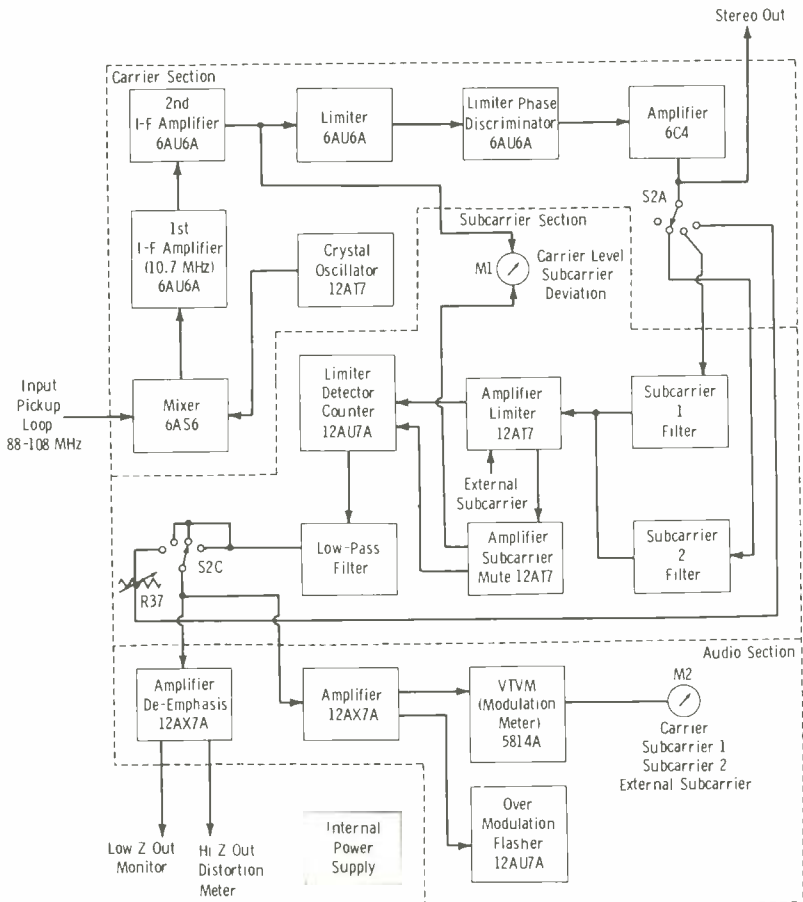 Stereo Out
Carrier Section
2nd
I-F Amplifier
6AU6A
Limiter
6AU6A
Limiter Phase
Discriminator
6AU6A
Amplifier
6C4
S2A
1st
I-F Amplifier
(10.7 MHz)
6AU6A
Crystal
Oscillator
12AT7
Subcarrier Section
M1
Carrier Level
Subcarrier
Deviation
Input
Pickup
Loop
88-108 MHz
Mixer
6AS6
Limiter
Detector
Counter
12AU7A
Amplifier
Limiter
12AT7
Subcarrier
1
Filter
External
Subcarrier
Low-Pass
Filter
Amplifier
Subcarrier
Mute 12AT7
Subcarrier
2
Filter
S2C
R37
Audio Section
Amplifier
De-Emphasis
12AX7A
Amplifier
12AX7A
VTVM
(Modulation
Meter)
5814A
M2
Carrier
Subcarrier 1
Subcarrier 2
External Subcarrier
Low Z Out
Monitor
Hi Z Out
Distortion
Meter
Internal
Power
Supply
Over
Modulation
Flasher
12AU7A